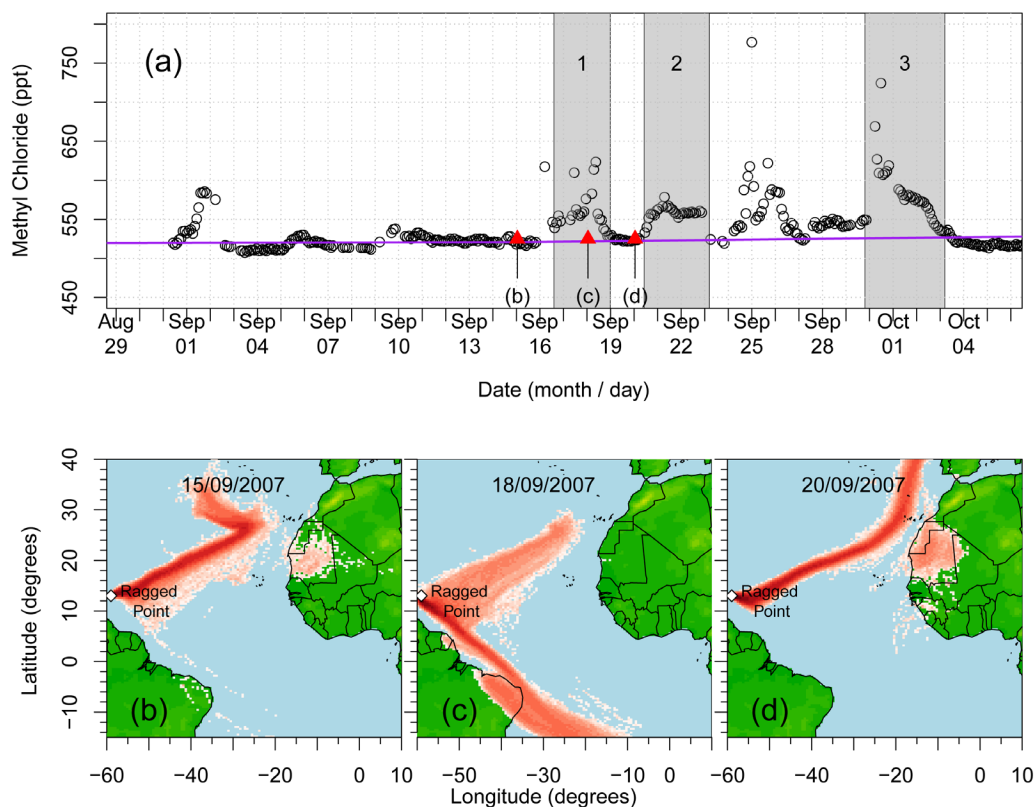 (a)
1 2 3
Methyl Chloride (ppt)
750
650
550
450
(b) (c) (d)
Aug Sep Sep Sep Sep Sep Sep Sep Sep Sep Sep Oct Oct
29 01 04 07 10 13 16 19 22 25 28 01 04
Date (month / day)
15/09/2007 18/09/2007 20/09/2007
Ragged Ragged Ragged
Point Point Point
(b) (c) (d)
Latitude (degrees)
40
30
20
10
0
−10
−60 −40 −20 0 10 −50 −30 −10 0 10 −60 −40 −20 0 10
Longitude (degrees)